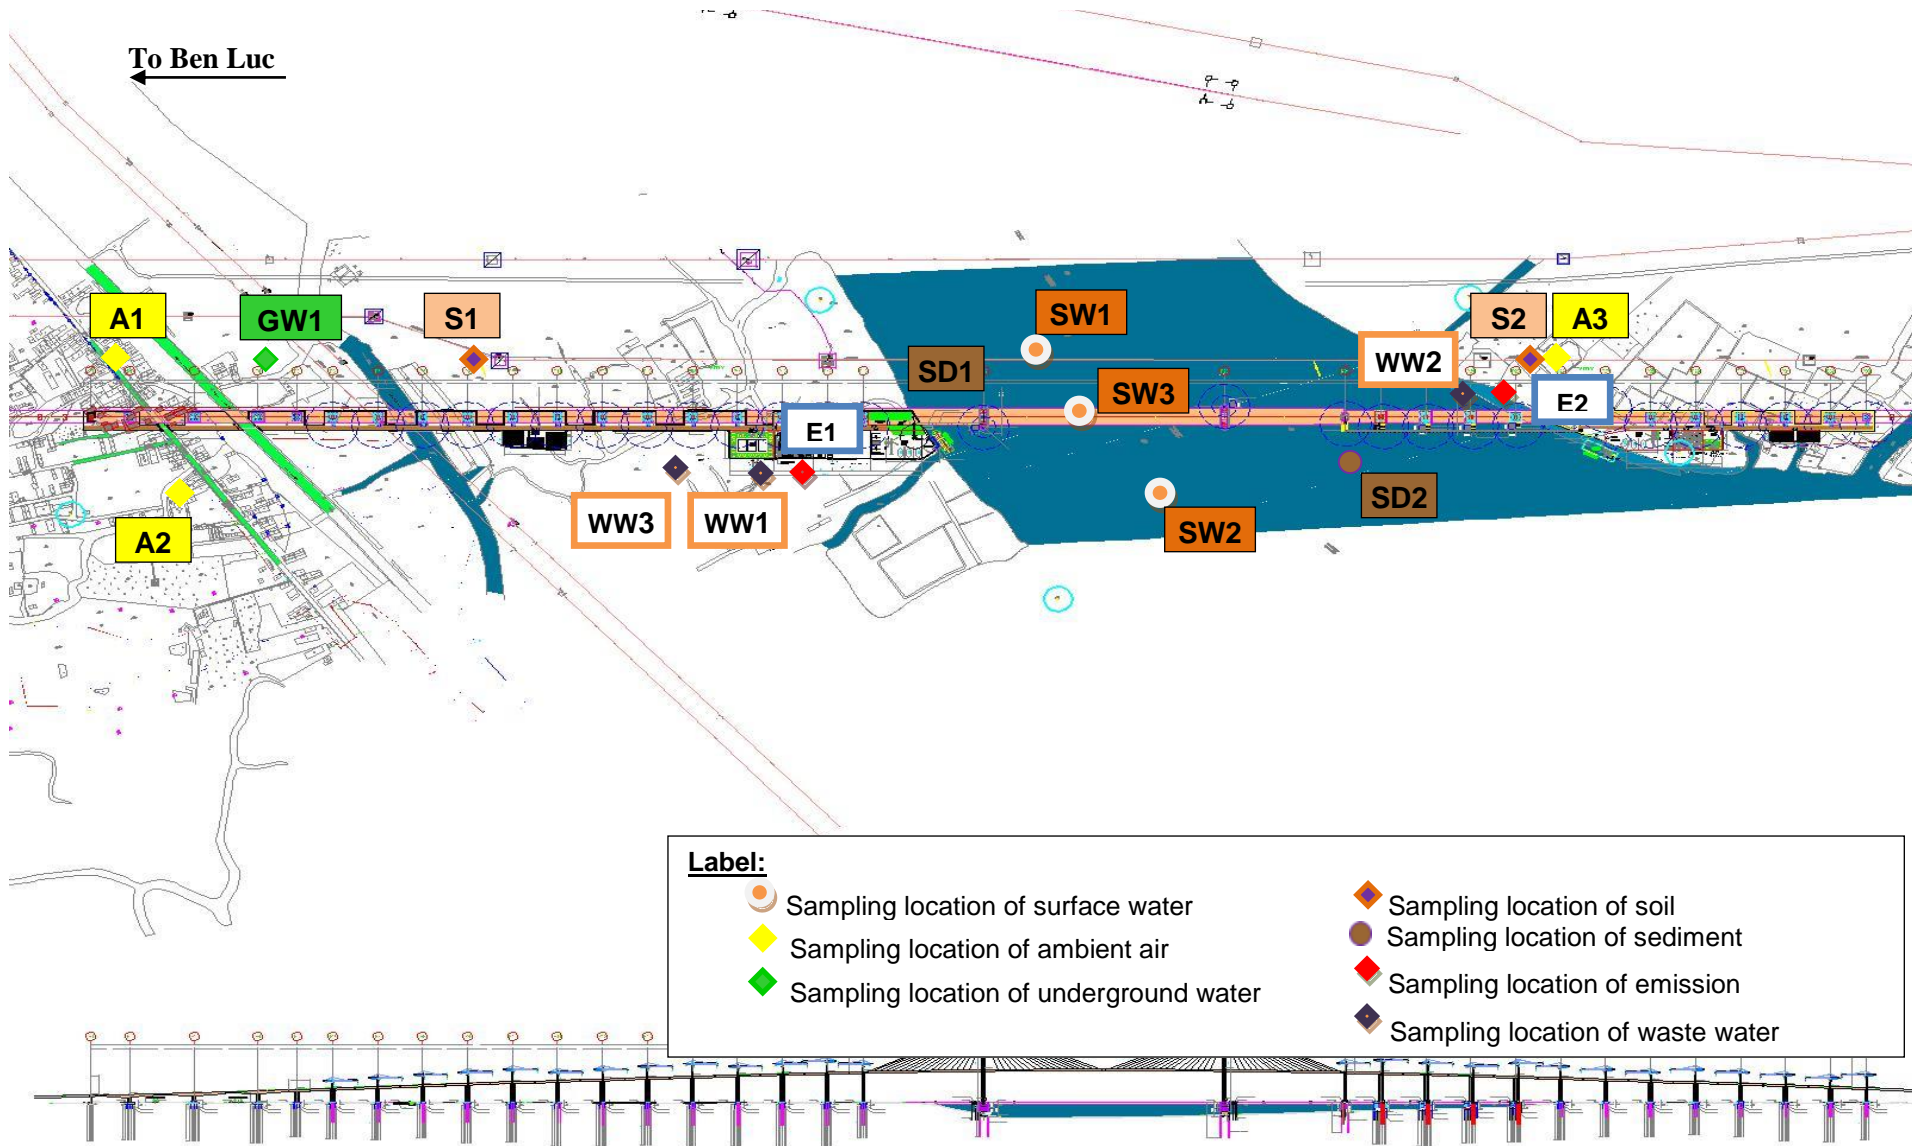 To Ben Luc
A1
GW1
S1
SW1
S2
A3
SD1
WW2
SW3
E2
E1
SD2
WW3
WW1
SW2
A2
Label:
Sampling location of surface water
Sampling location of ambient air
Sampling location of underground water
Sampling location of soil
Sampling location of sediment
Sampling location of emission
Sampling location of waste water